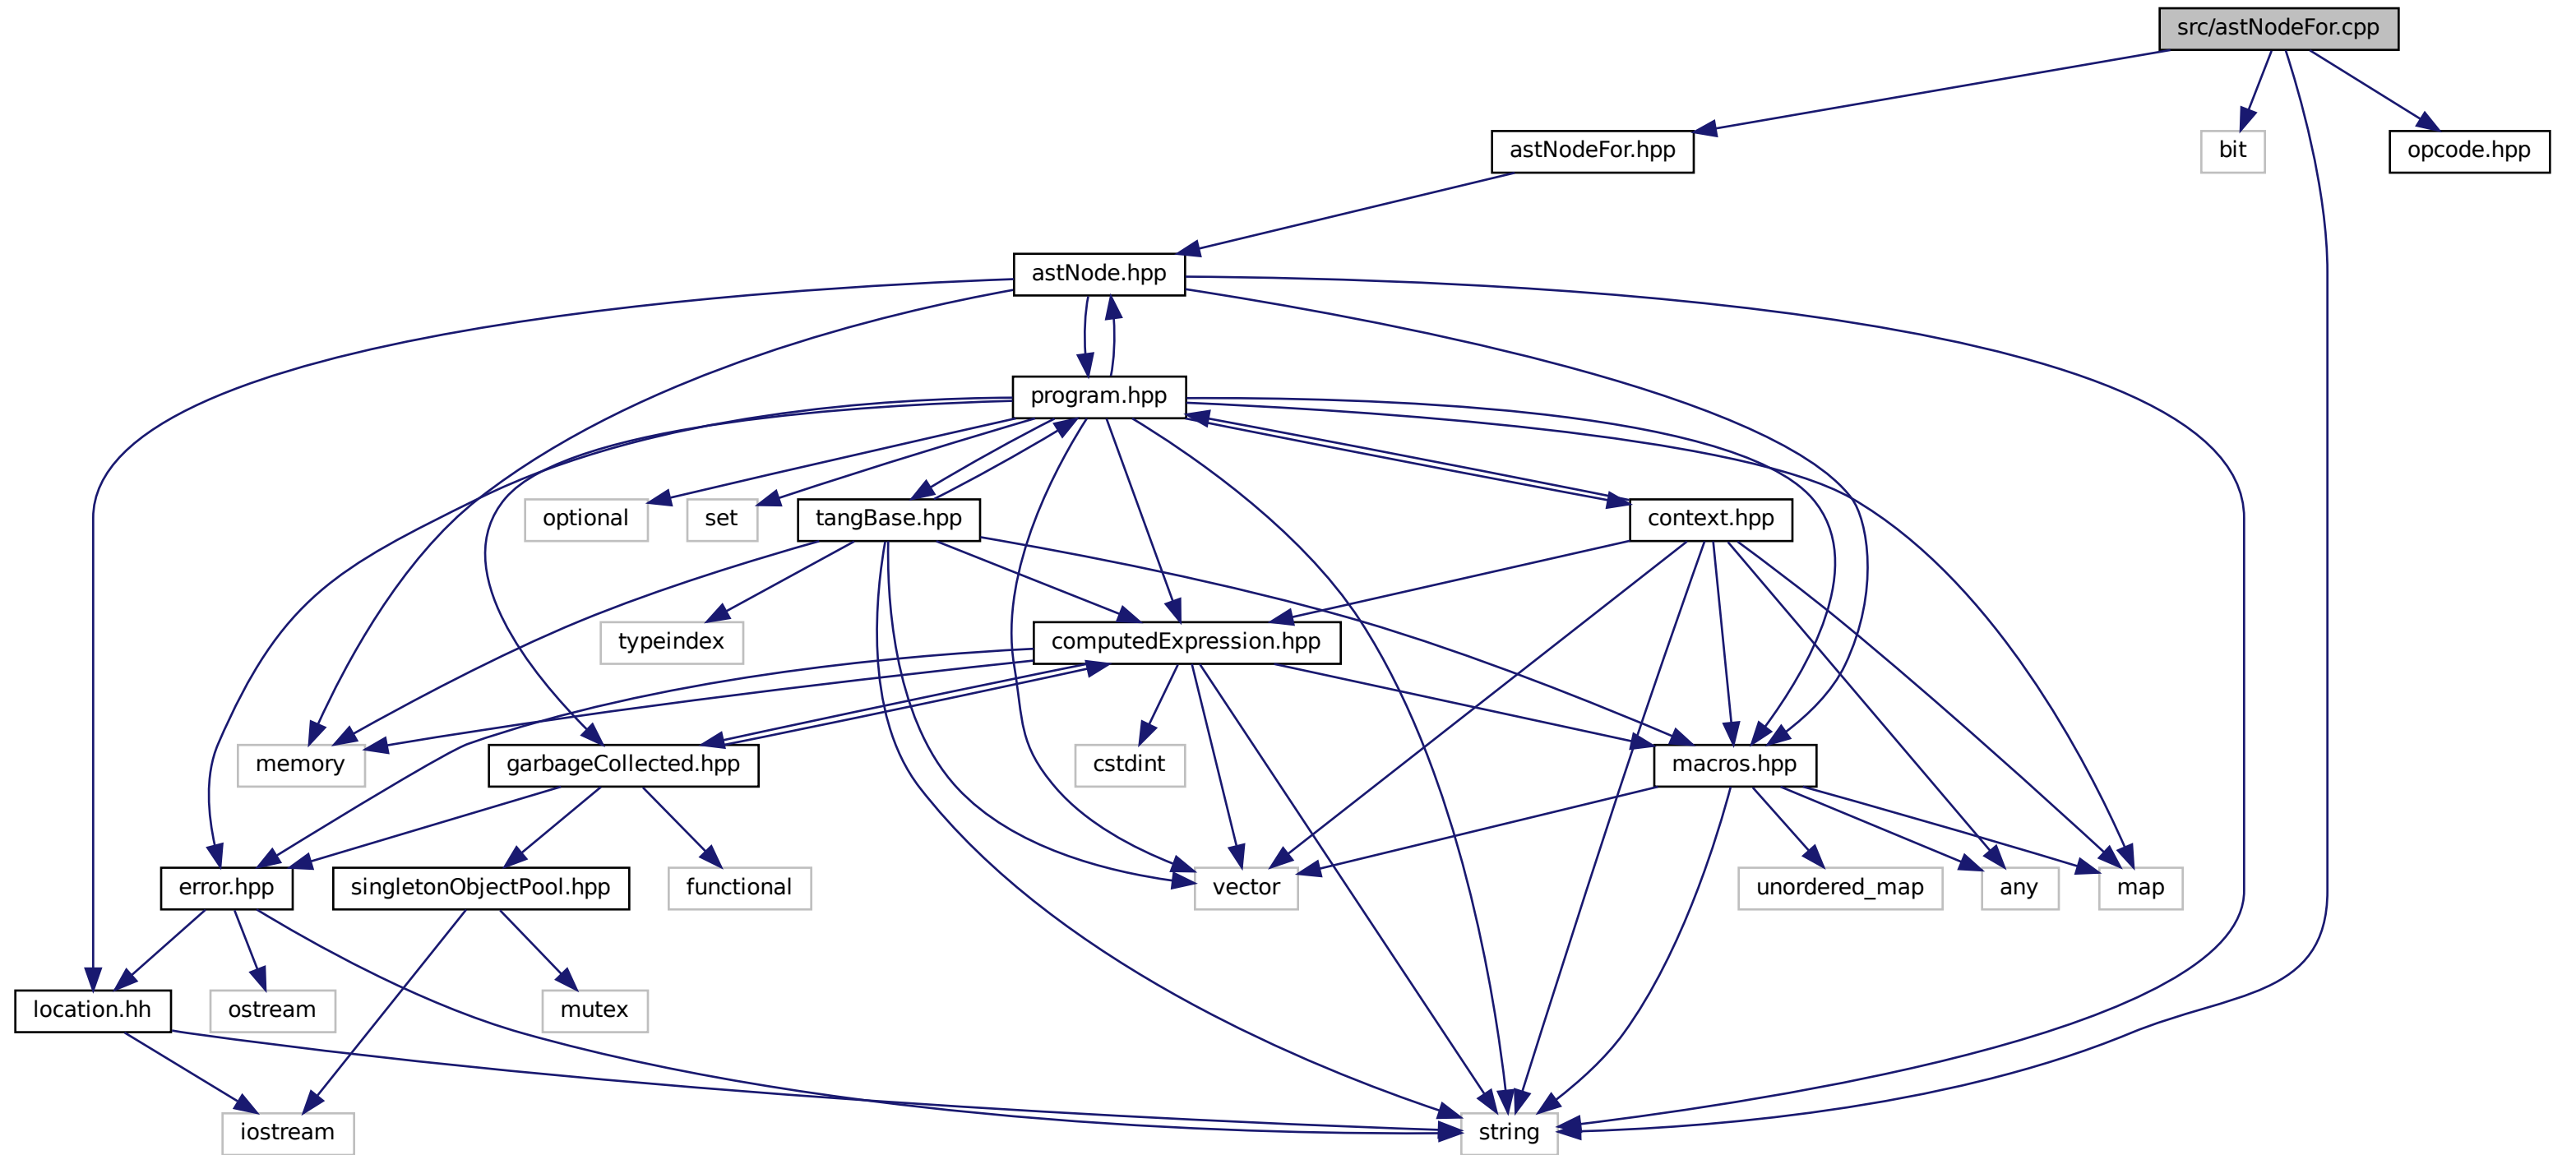 src/astNodeFor.cpp
astNodeFor.hpp
bit
opcode.hpp
astNode.hpp
program.hpp
optional
set
tangBase.hpp
context.hpp
typeindex
computedExpression.hpp
memory
garbageCollected.hpp
cstdint
macros.hpp
error.hpp
singletonObjectPool.hpp
functional
vector
unordered_map
any
map
location.hh
ostream
mutex
iostream
string